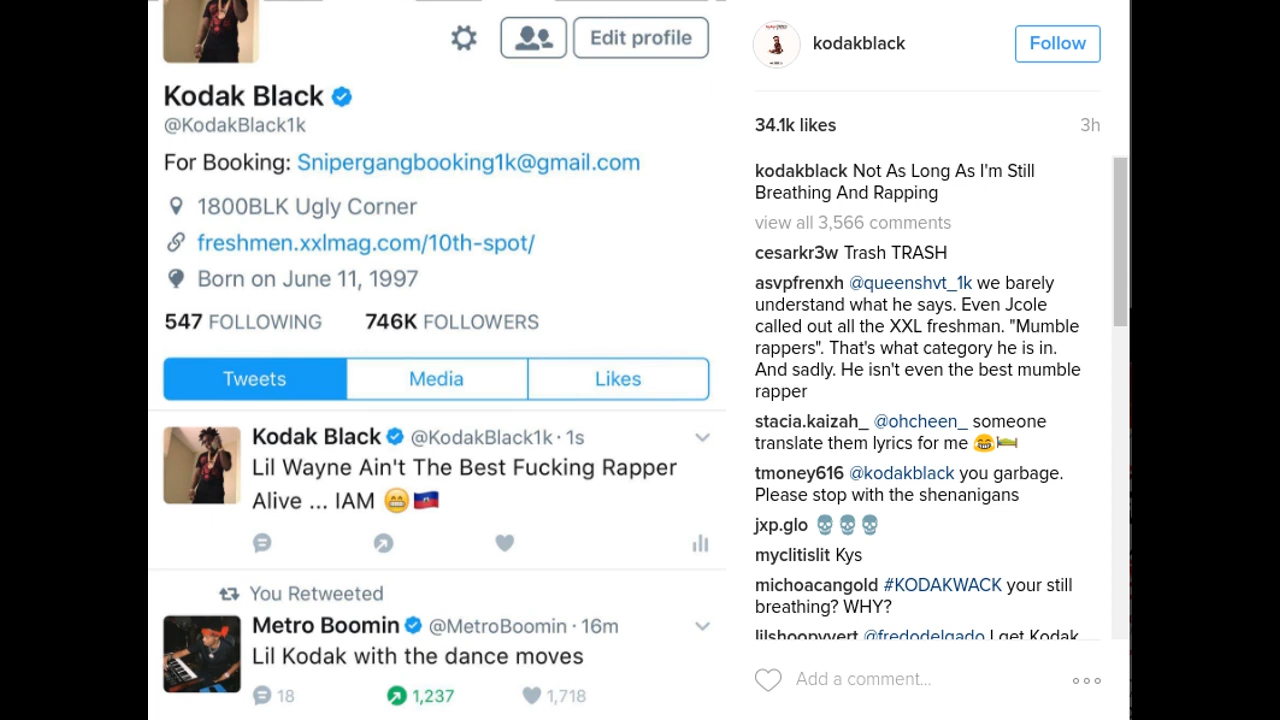 Edit profile
Kodak Black
@KodakBlack1k
For Booking: Snipergangbooking1k@gmail.com
1800BLK Ugly Corner
freshmen.xxlmag.com/10th-spot/
Born on June 11, 1997
547 FOLLOWING 746K FOLLOWERS
Tweets Media Likes
Kodak Black @KodakBlack1k · 1s
Lil Wayne Ain't The Best Fucking Rapper
Alive ... IAM 😁🇭🇹
You Retweeted
Metro Boomin @MetroBoomin · 16m
Lil Kodak with the dance moves
18 1,237 1,718
kodakblack Follow
34.1k likes 3h
kodakblack Not As Long As I'm Still
Breathing And Rapping
view all 3,566 comments
cesarkr3w Trash TRASH
asvpfrenxh @queenshvt_1k we barely
understand what he says. Even Jcole
called out all the XXL freshman. "Mumble
rappers". That's what category he is in.
And sadly. He isn't even the best mumble
rapper
stacia.kaizah_ @ohcheen_ someone
translate them lyrics for me 😂🛏
tmoney616 @kodakblack you garbage.
Please stop with the shenanigans
jxp.glo 💀💀💀
myclitislit Kys
michoacangold #KODAKWACK your still
breathing? WHY?
lilshoopyvert @fredodelgado I get Kodak
Add a comment...